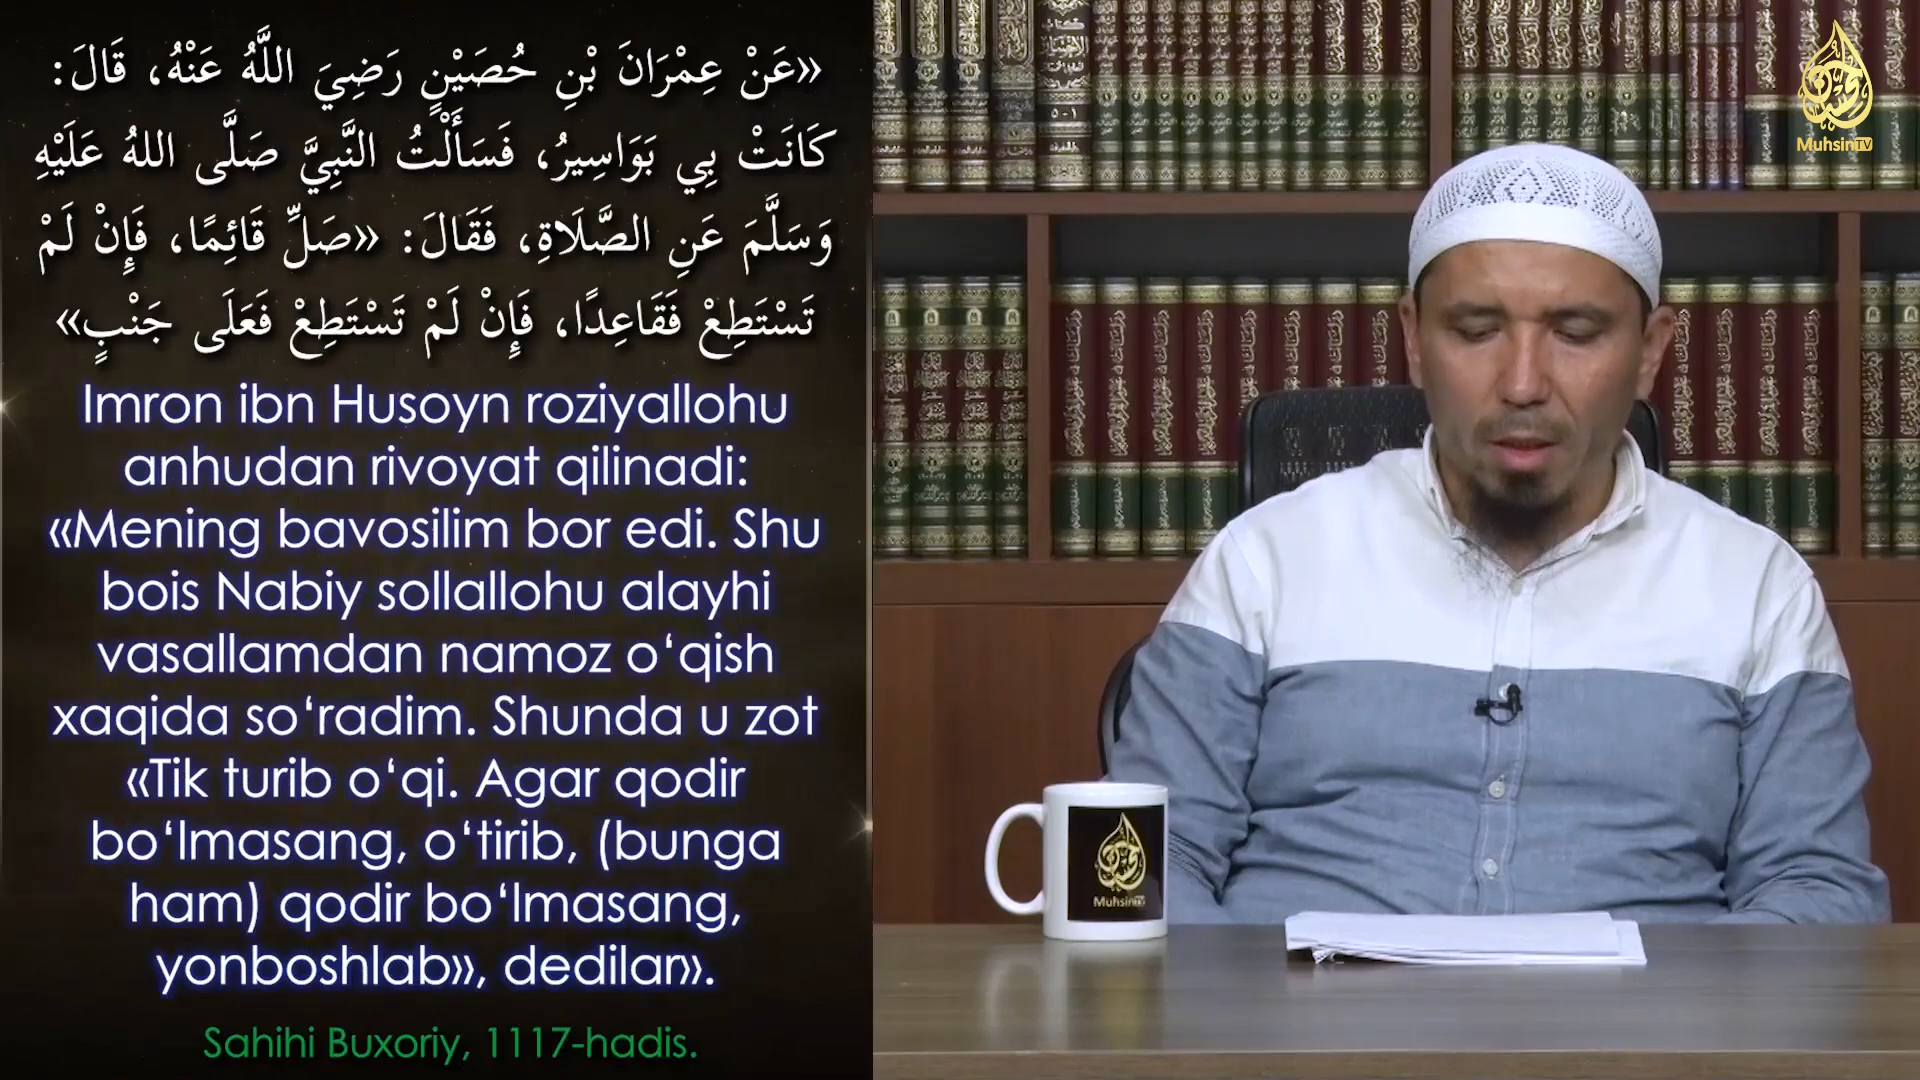 «عَنْ عِمْرَانَ بْنِ حُصَيْنٍ رَضِيَ اللَّهُ عَنْهُ، قَالَ:
كَانَتْ بِي بَوَاسِيرُ، فَسَأَلْتُ النَّبِيَّ صَلَّى اللهُ عَلَيْهِ
وَسَلَّمَ عَنِ الصَّلَاةِ، فَقَالَ: «صَلِّ قَائِمًا، فَإِنْ لَمْ
تَسْتَطِعْ فَقَاعِدًا، فَإِنْ لَمْ تَسْتَطِعْ فَعَلَى جَنْبٍ»
Imron ibn Husoyn roziyallohu
anhudan rivoyat qilinadi:
«Mening bavosilim bor edi. Shu
bois Nabiy sollallohu alayhi
vasallamdan namoz o‘qish
xaqida so‘radim. Shunda u zot
«Tik turib o‘qi. Agar qodir
bo‘lmasang, o‘tirib, (bunga
ham) qodir bo‘lmasang,
yonboshlab», dedilar».
Sahihi Buxoriy, 1117-hadis.
MuhsinTV
MuhsinTV